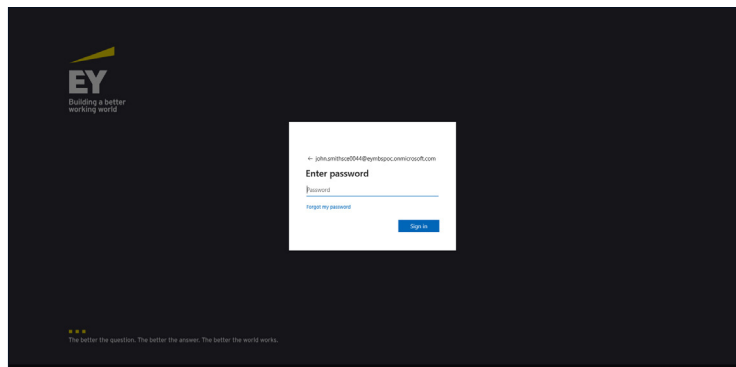 EY
Building a better
working world
← john.smithsce0044@eymbspoc.onmicrosoft.com
Enter password
Password
Forgot my password
Sign in
The better the question. The better the answer. The better the world works.